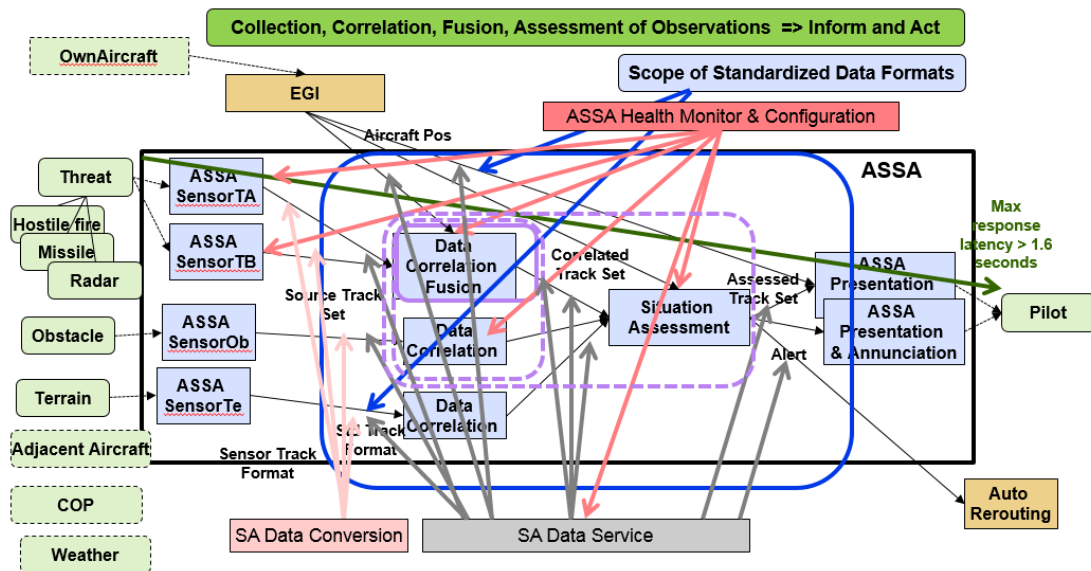 Collection, Correlation, Fusion, Assessment of Observations => Inform and Act
OwnAircraft
Scope of Standardized Data Formats
EGI
ASSA Health Monitor & Configuration
Aircraft Pos
ASSA
Threat
ASSA
SensorTA
Hostile fire
Missile
Radar
ASSA
SensorTB
Data
Correlation
Fusion
Correlated
Track Set
Max
response
latency > 1.6
seconds
Source Track
Set
Situation
Assessment
Assessed
Track Set
ASSA
Presentation
ASSA
Presentation
& Annunciation
Pilot
Obstacle
ASSA
SensorOb
Data
Correlation
Alert
Terrain
ASSA
SensorTe
Data
Correlation
Track
Format
Adjacent Aircraft
Sensor Track
Format
COP
Weather
SA Data Conversion
SA Data Service
Auto
Rerouting